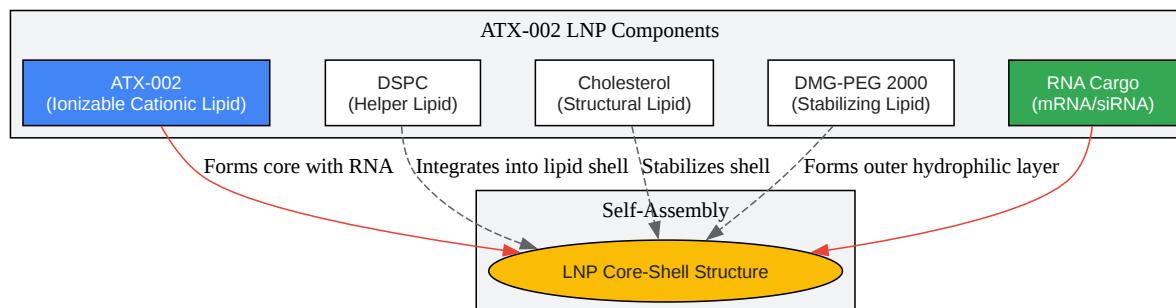 ATX-002 LNP Components
ATX-002
(Ionizable Cationic Lipid)
DSPC
(Helper Lipid)
Cholesterol
(Structural Lipid)
DMG-PEG 2000
(Stabilizing Lipid)
RNA Cargo
(mRNA/siRNA)
Forms core with RNA
Integrates into lipid shell
Stabilizes shell
Forms outer hydrophilic layer
Self-Assembly
LNP Core-Shell Structure